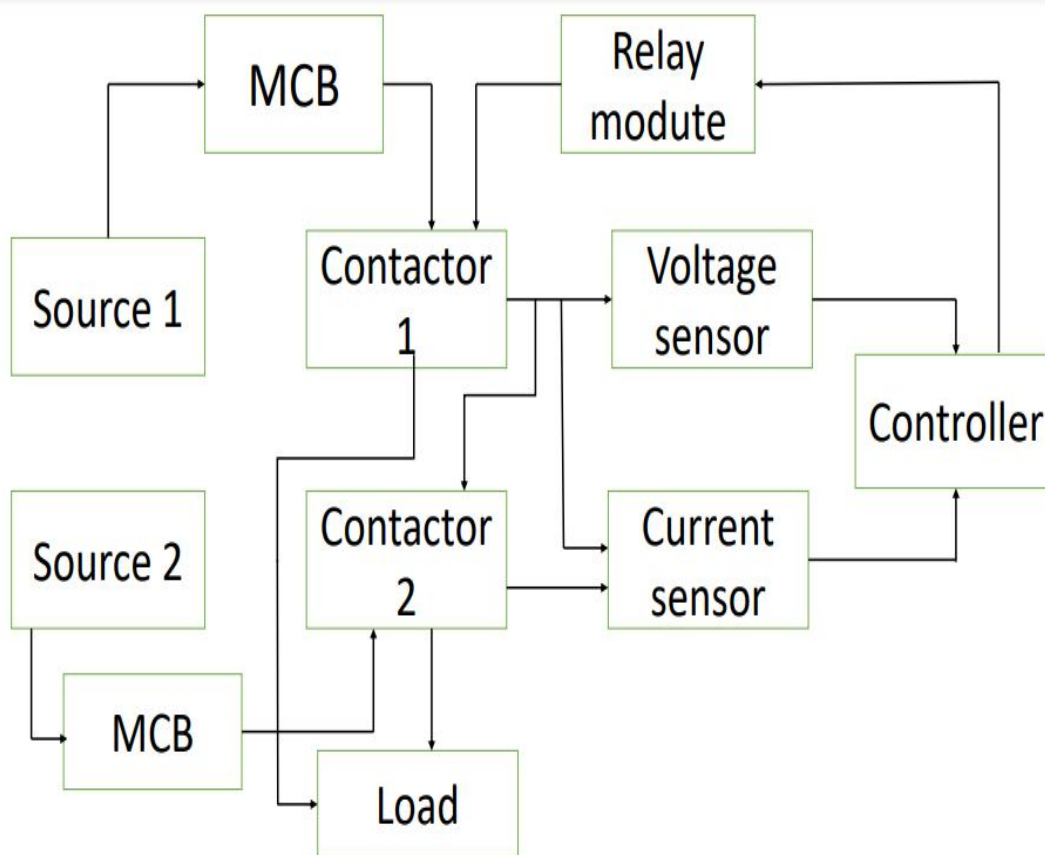 MCB
Relay
modute
Source 1
Contactor
1
Voltage
sensor
Controller
Source 2
Contactor
2
Current
sensor
MCB
Load